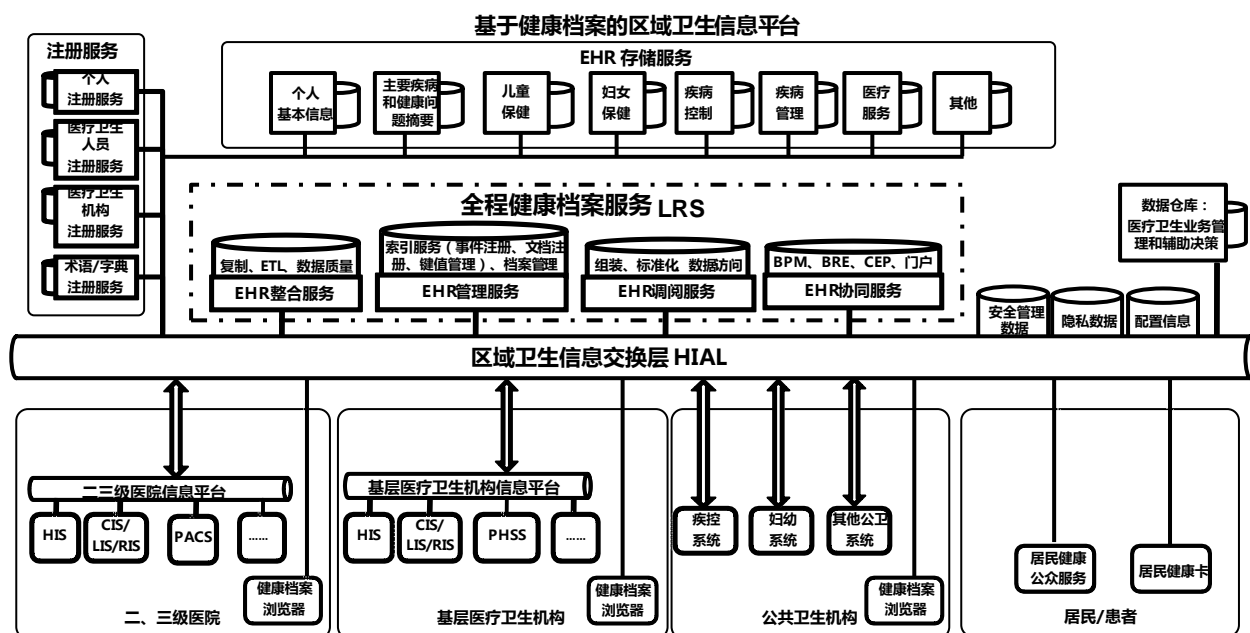 基于健康档案的区域卫生信息平台
注册服务
个人
注册服务
医疗卫生
人员
注册服务
医疗卫生
机构
注册服务
术语/字典
注册服务
EHR 存储服务
个人
基本信息
主要疾病
和健康问
题摘要
儿童
保健
妇女
保健
疾病
控制
疾病
管理
医疗
服务
其他
全程健康档案服务 LRS
复制、ETL、数据质量
EHR整合服务
索引服务（事件注册、文档注
册、键值管理）、档案管理
EHR管理服务
组装、标准化、数据访问
EHR调阅服务
BPM、BRE、CEP、门户
EHR协同服务
数据仓库：
医疗卫生业务管
理和辅助决策
安全管理
数据
隐私数据
配置信息
区域卫生信息交换层 HIAL
二三级医院信息平台
HIS
CIS/
LIS/RIS
PACS
......
健康档案
浏览器
二、三级医院
基层医疗卫生机构信息平台
HIS
CIS/
LIS/RIS
PHSS
......
健康档案
浏览器
基层医疗卫生机构
疾控
系统
妇幼
系统
其他公卫
系统
健康档案
浏览器
公共卫生机构
居民健康
公众服务
居民健康卡
居民/患者